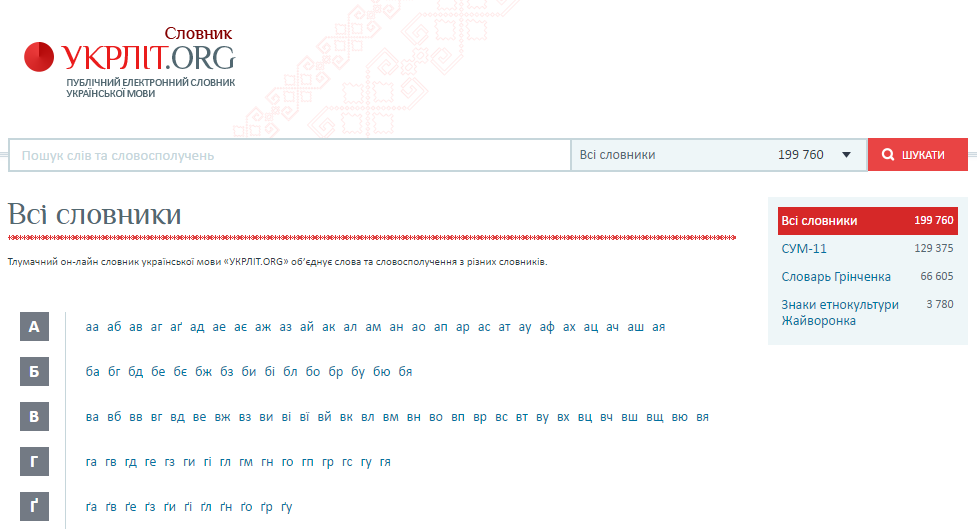 Словник
УКРЛІТ.ORG
ПУБЛІЧНИЙ ЕЛЕКТРОННИЙ СЛОВНИК
УКРАЇНСЬКОЇ МОВИ
Пошук слів та словосполучень
Всі словники 199 760
ШУКАТИ
Всі словники
Тлумачний он-лайн словник української мови «УКРЛІТ.ORG» об’єднує слова та словосполучення з різних словників.
А аа аб ав аг аґ ад ае ає аж аз ай ак ал ам ан ао ап ар ас ат ау аф ах ац ач аш ая
Б ба бг бд бе бє бж бз би бі бл бо бр бу бю бя
В ва вб вв вг вд ве вж вз ви ві вї вй вк вл вм вн во вп вр вс вт ву вх вц вч вш вщ вю вя
Г га гв гд ге гз ги гі гл гм гн го гп гр гс гу гя
Ґ ґа ґв ґе ґз ґи ґі ґл ґн ґо ґр ґу
Всі словники 199 760
СУМ-11 129 375
Словарь Грінченка 66 605
Знаки етнокультури 3 780
Жайворонка